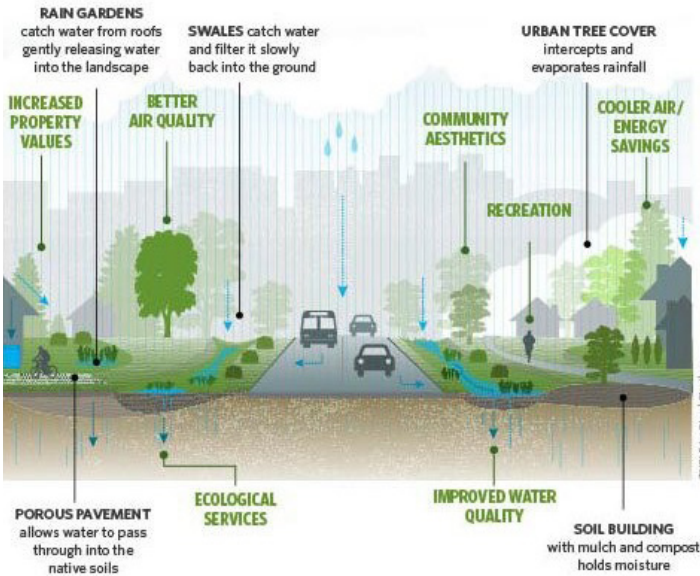 RAIN GARDENS
catch water from roofs
gently releasing water
into the landscape
SWALES catch water
and filter it slowly
back into the ground
URBAN TREE COVER
intercepts and
evaporates rainfall
INCREASED
PROPERTY
VALUES
BETTER
AIR QUALITY
COMMUNITY
AESTHETICS
COOLER AIR/
ENERGY
SAVINGS
RECREATION
ECOLOGICAL
SERVICES
IMPROVED WATER
QUALITY
POROUS PAVEMENT
allows water to pass
through into the
native soils
SOIL BUILDING
with mulch and compost
holds moisture